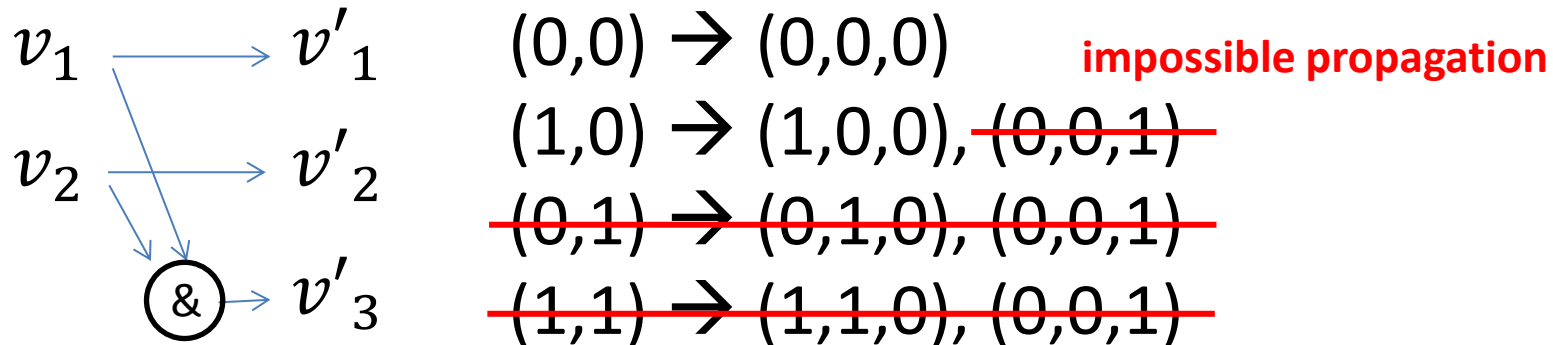 v₁ v′₁ (0,0) → (0,0,0) impossible propagation
(1,0) → (1,0,0), (0,0,1)
v₂ v′₂
(0,1) → (0,1,0), (0,0,1)
& v′₃ (1,1) → (1,1,0), (0,0,1)